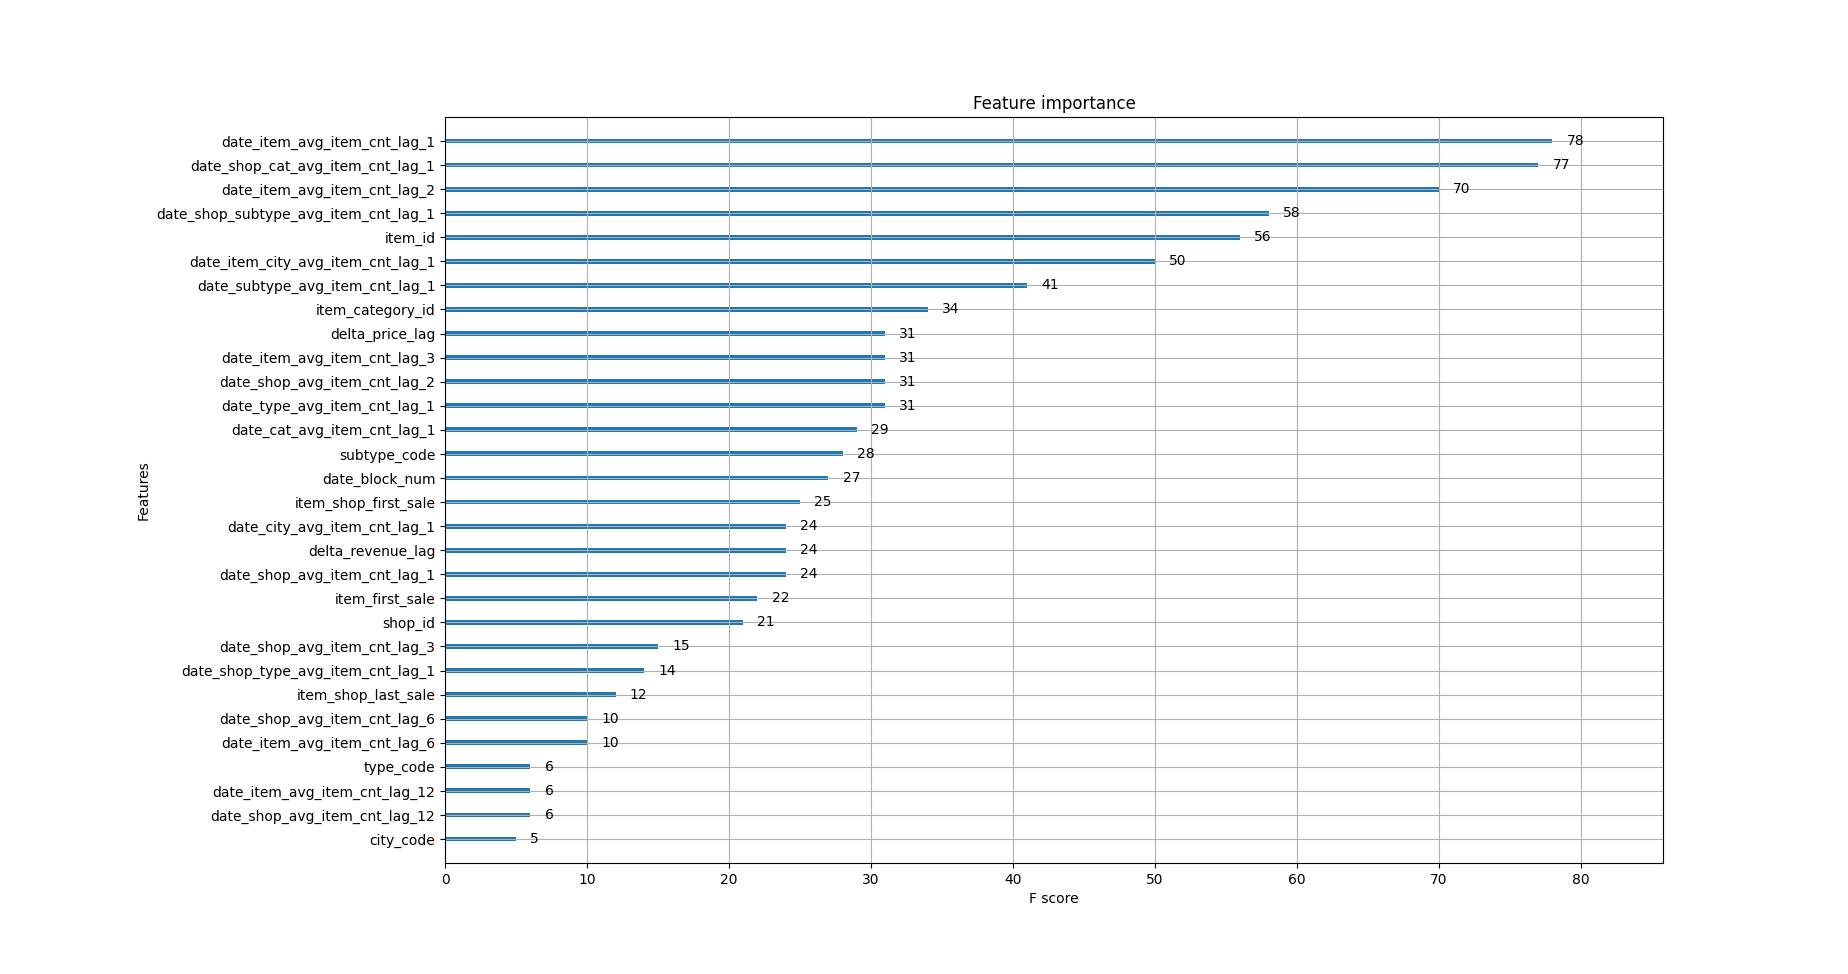 Feature importance
date_item_avg_item_cnt_lag_1 78
date_shop_cat_avg_item_cnt_lag_1 77
date_item_avg_item_cnt_lag_2 70
date_shop_subtype_avg_item_cnt_lag_1 58
item_id 56
date_item_city_avg_item_cnt_lag_1 50
date_subtype_avg_item_cnt_lag_1 41
item_category_id 34
delta_price_lag 31
date_item_avg_item_cnt_lag_3 31
date_shop_avg_item_cnt_lag_2 31
date_type_avg_item_cnt_lag_1 31
date_cat_avg_item_cnt_lag_1 29
subtype_code 28
date_block_num 27
item_shop_first_sale 25
date_city_avg_item_cnt_lag_1 24
delta_revenue_lag 24
date_shop_avg_item_cnt_lag_1 24
item_first_sale 22
shop_id 21
date_shop_avg_item_cnt_lag_3 15
date_shop_type_avg_item_cnt_lag_1 14
item_shop_last_sale 12
date_shop_avg_item_cnt_lag_6 10
date_item_avg_item_cnt_lag_6 10
type_code 6
date_item_avg_item_cnt_lag_12 6
date_shop_avg_item_cnt_lag_12 6
city_code 5
Features
0 10 20 30 40 50 60 70 80
F score